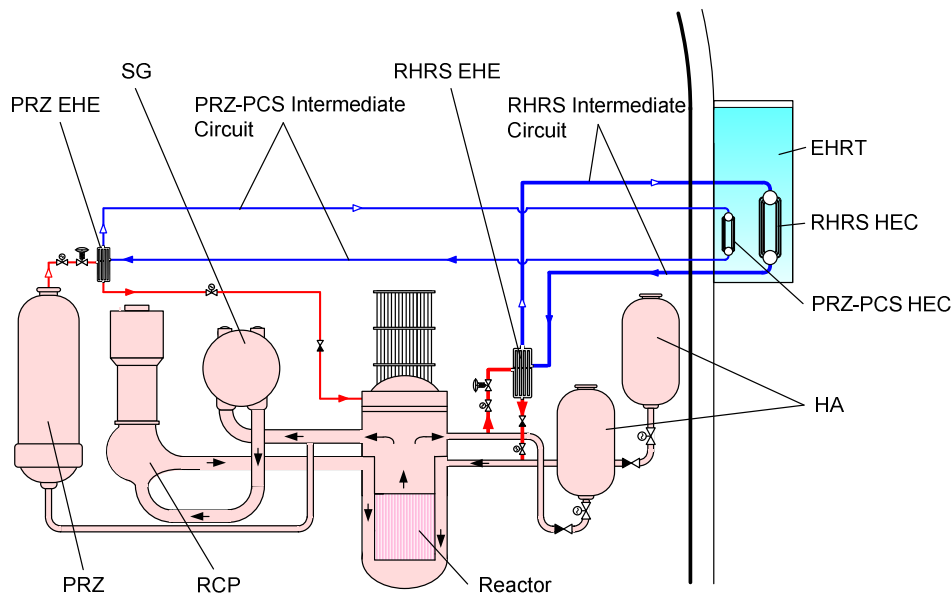 SG
PRZ EHE
PRZ-PCS Intermediate
Circuit
RHRS EHE
RHRS Intermediate
Circuit
EHRT
RHRS HEC
PRZ-PCS HEC
HA
PRZ
RCP
Reactor